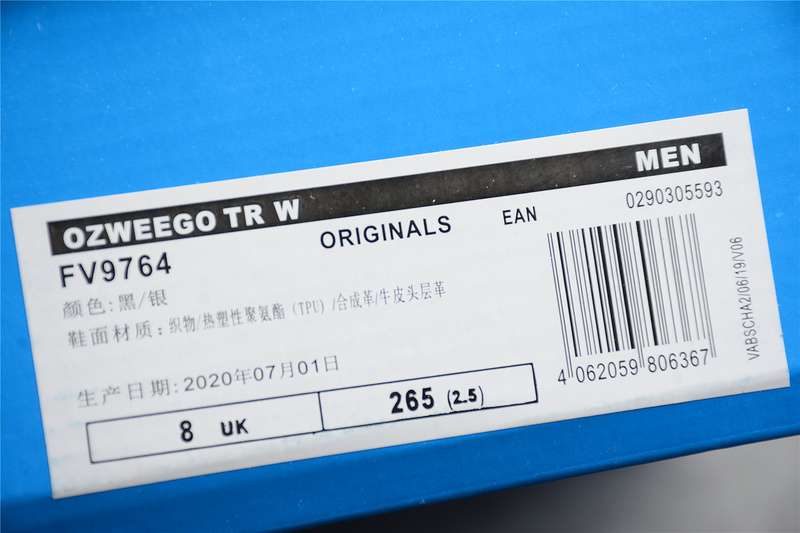 OZWEEGO TR W MEN
FV9764 ORIGINALS EAN 0290305593
颜色:黑/银
鞋面材质:织物/热塑性聚氨酯(TPU)/合成革/牛皮头层革
生产日期:2020年07月01日
4 062059 806367
8 UK 265 (2.5)
VABSCHA2/06/19/V06